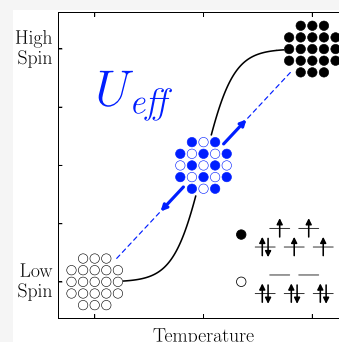 High
Spin
U_eff
Low
Spin
Temperature